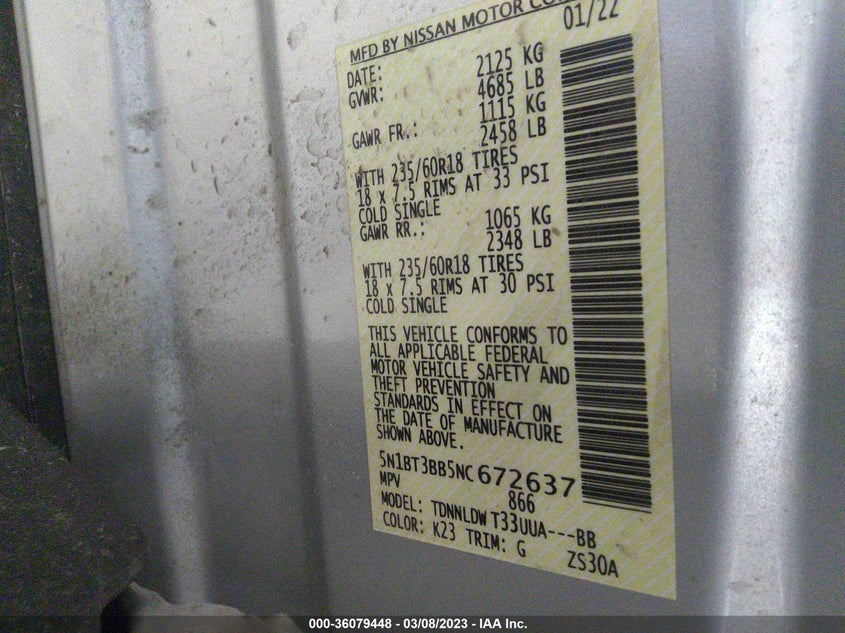 MFD BY NISSAN MOTOR CO
DATE: 01/22
GVWR: 2125 KG
4685 LB
GAWR FR.: 1115 KG
2458 LB
WITH 235/60R18 TIRES
18 x 7.5 RIMS AT 33 PSI
COLD SINGLE
GAWR RR.: 1065 KG
2348 LB
WITH 235/60R18 TIRES
18 x 7.5 RIMS AT 30 PSI
COLD SINGLE
THIS VEHICLE CONFORMS TO
ALL APPLICABLE FEDERAL
MOTOR VEHICLE SAFETY AND
THEFT PREVENTION
STANDARDS IN EFFECT ON
THE DATE OF MANUFACTURE
SHOWN ABOVE.
5N1BT3BB5NC672637
MPV 866
MODEL: TDNNLDW T33UUA---BB
COLOR: K23 TRIM: G ZS30A
000-36079448 - 03/08/2023 - IAA Inc.